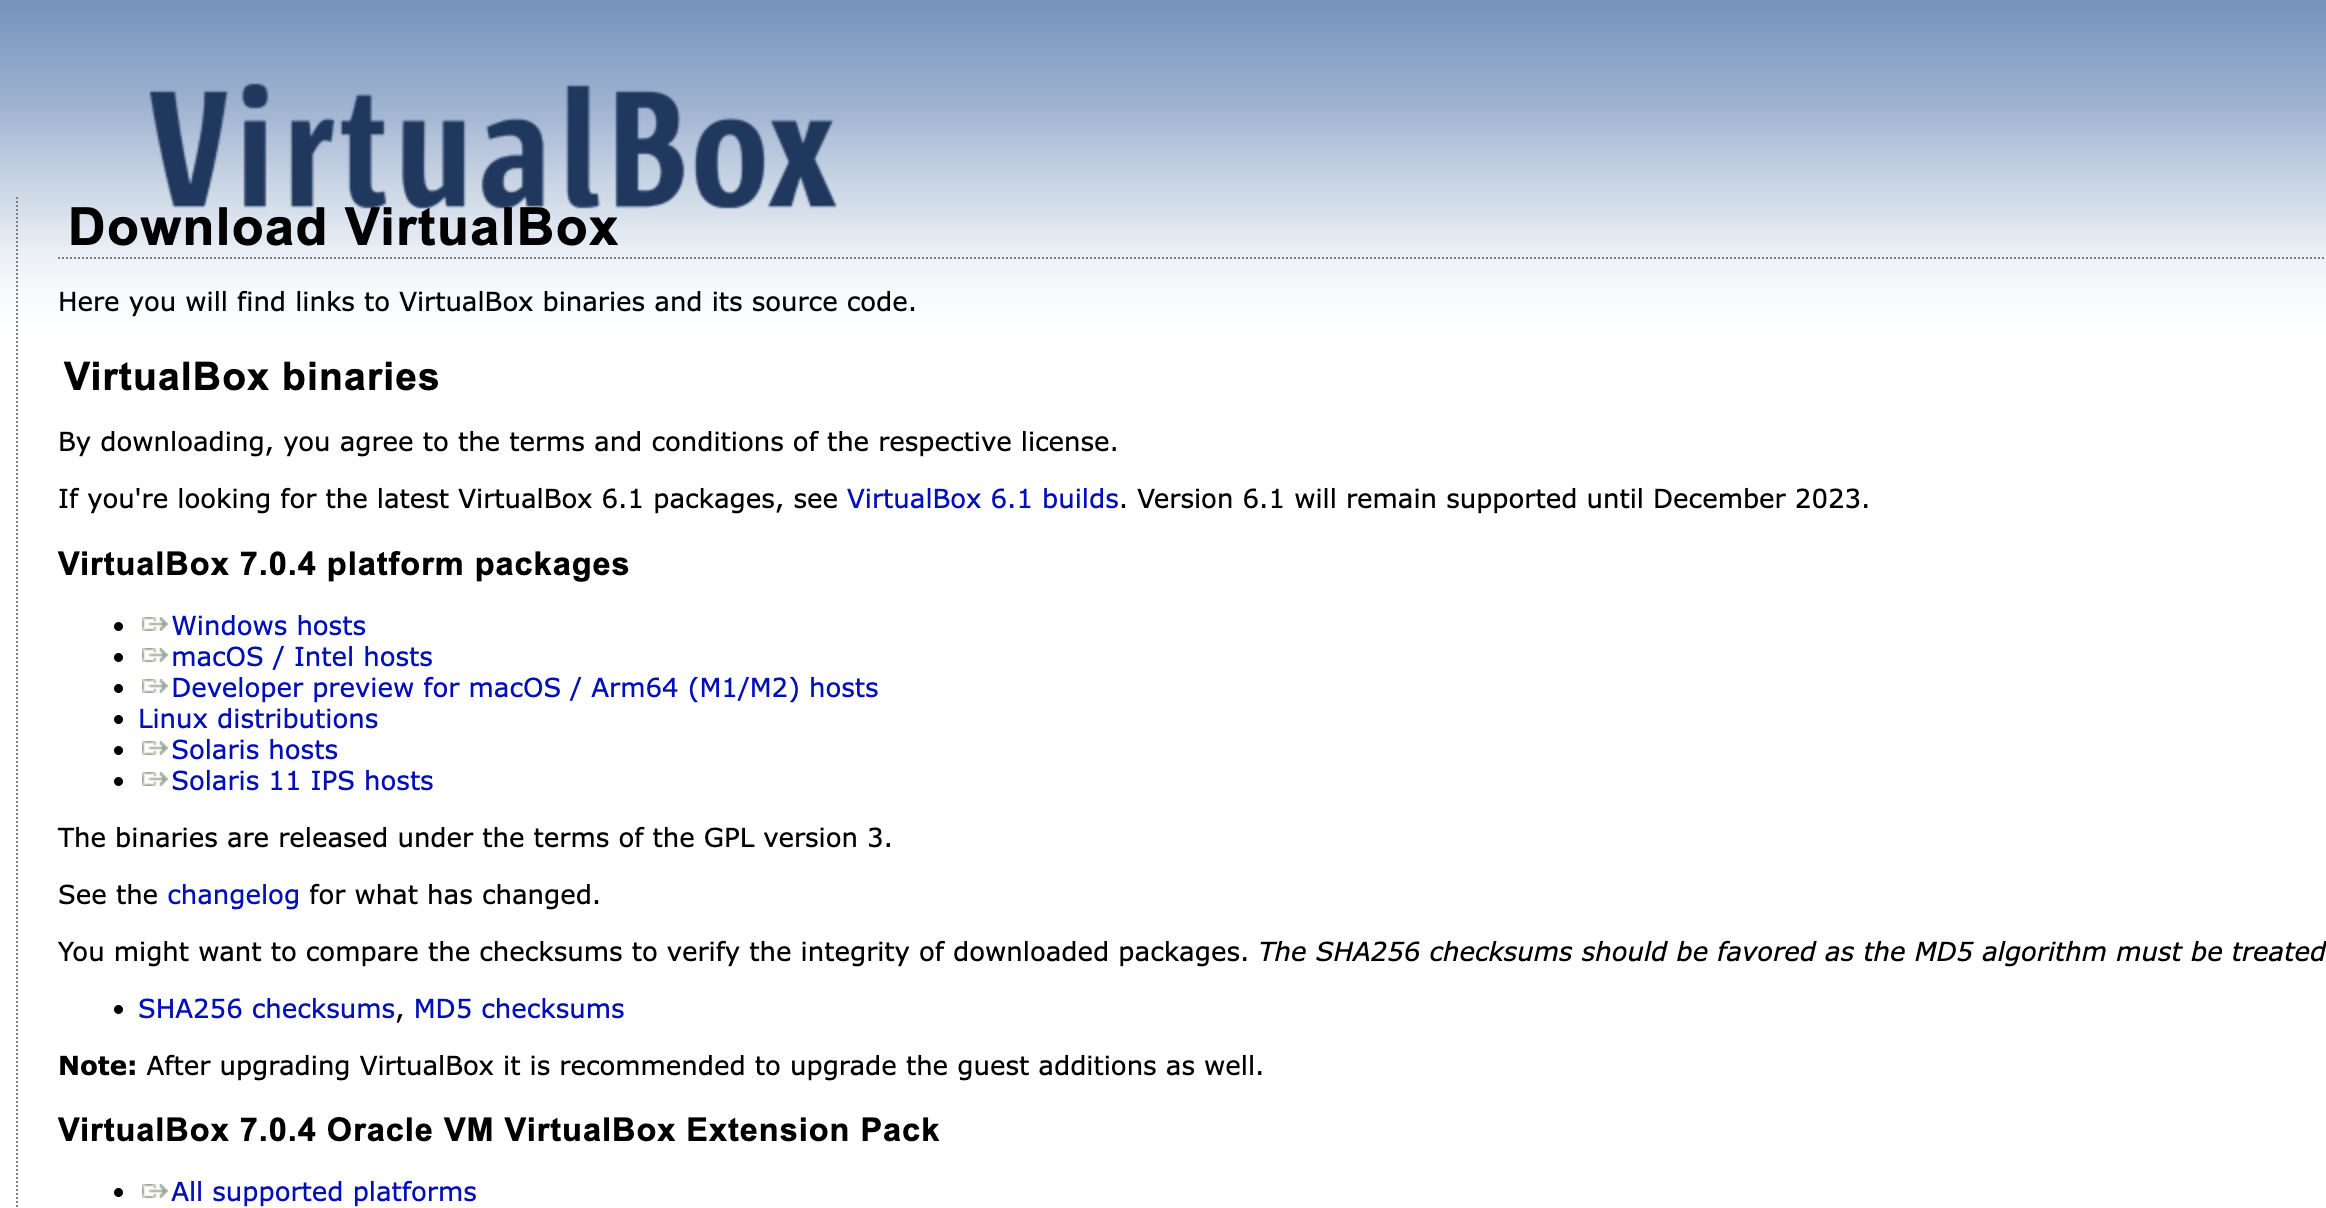 VirtualBox
Download VirtualBox
Here you will find links to VirtualBox binaries and its source code.
VirtualBox binaries
By downloading, you agree to the terms and conditions of the respective license.
If you're looking for the latest VirtualBox 6.1 packages, see VirtualBox 6.1 builds. Version 6.1 will remain supported until December 2023.
VirtualBox 7.0.4 platform packages
• Windows hosts
• macOS / Intel hosts
• Developer preview for macOS / Arm64 (M1/M2) hosts
• Linux distributions
• Solaris hosts
• Solaris 11 IPS hosts
The binaries are released under the terms of the GPL version 3.
See the changelog for what has changed.
You might want to compare the checksums to verify the integrity of downloaded packages. The SHA256 checksums should be favored as the MD5 algorithm must be treated
• SHA256 checksums, MD5 checksums
Note: After upgrading VirtualBox it is recommended to upgrade the guest additions as well.
VirtualBox 7.0.4 Oracle VM VirtualBox Extension Pack
• All supported platforms